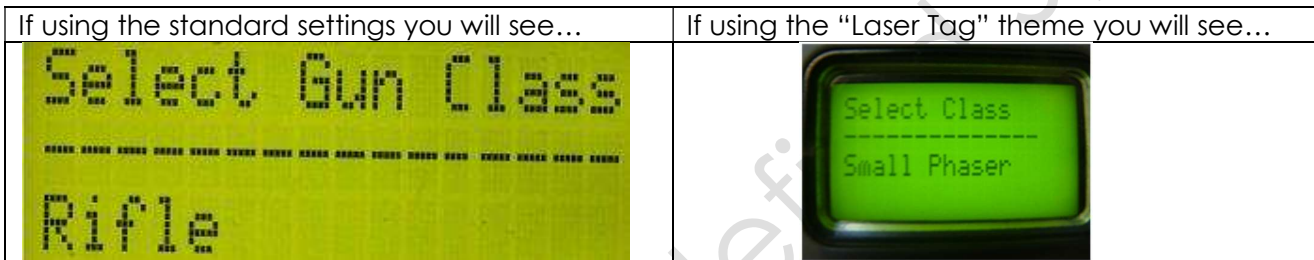 If using the standard settings you will see…
If using the “Laser Tag” theme you will see…
Select Gun Class
----------------
Rifle
Select Class
--------------
Small Phaser